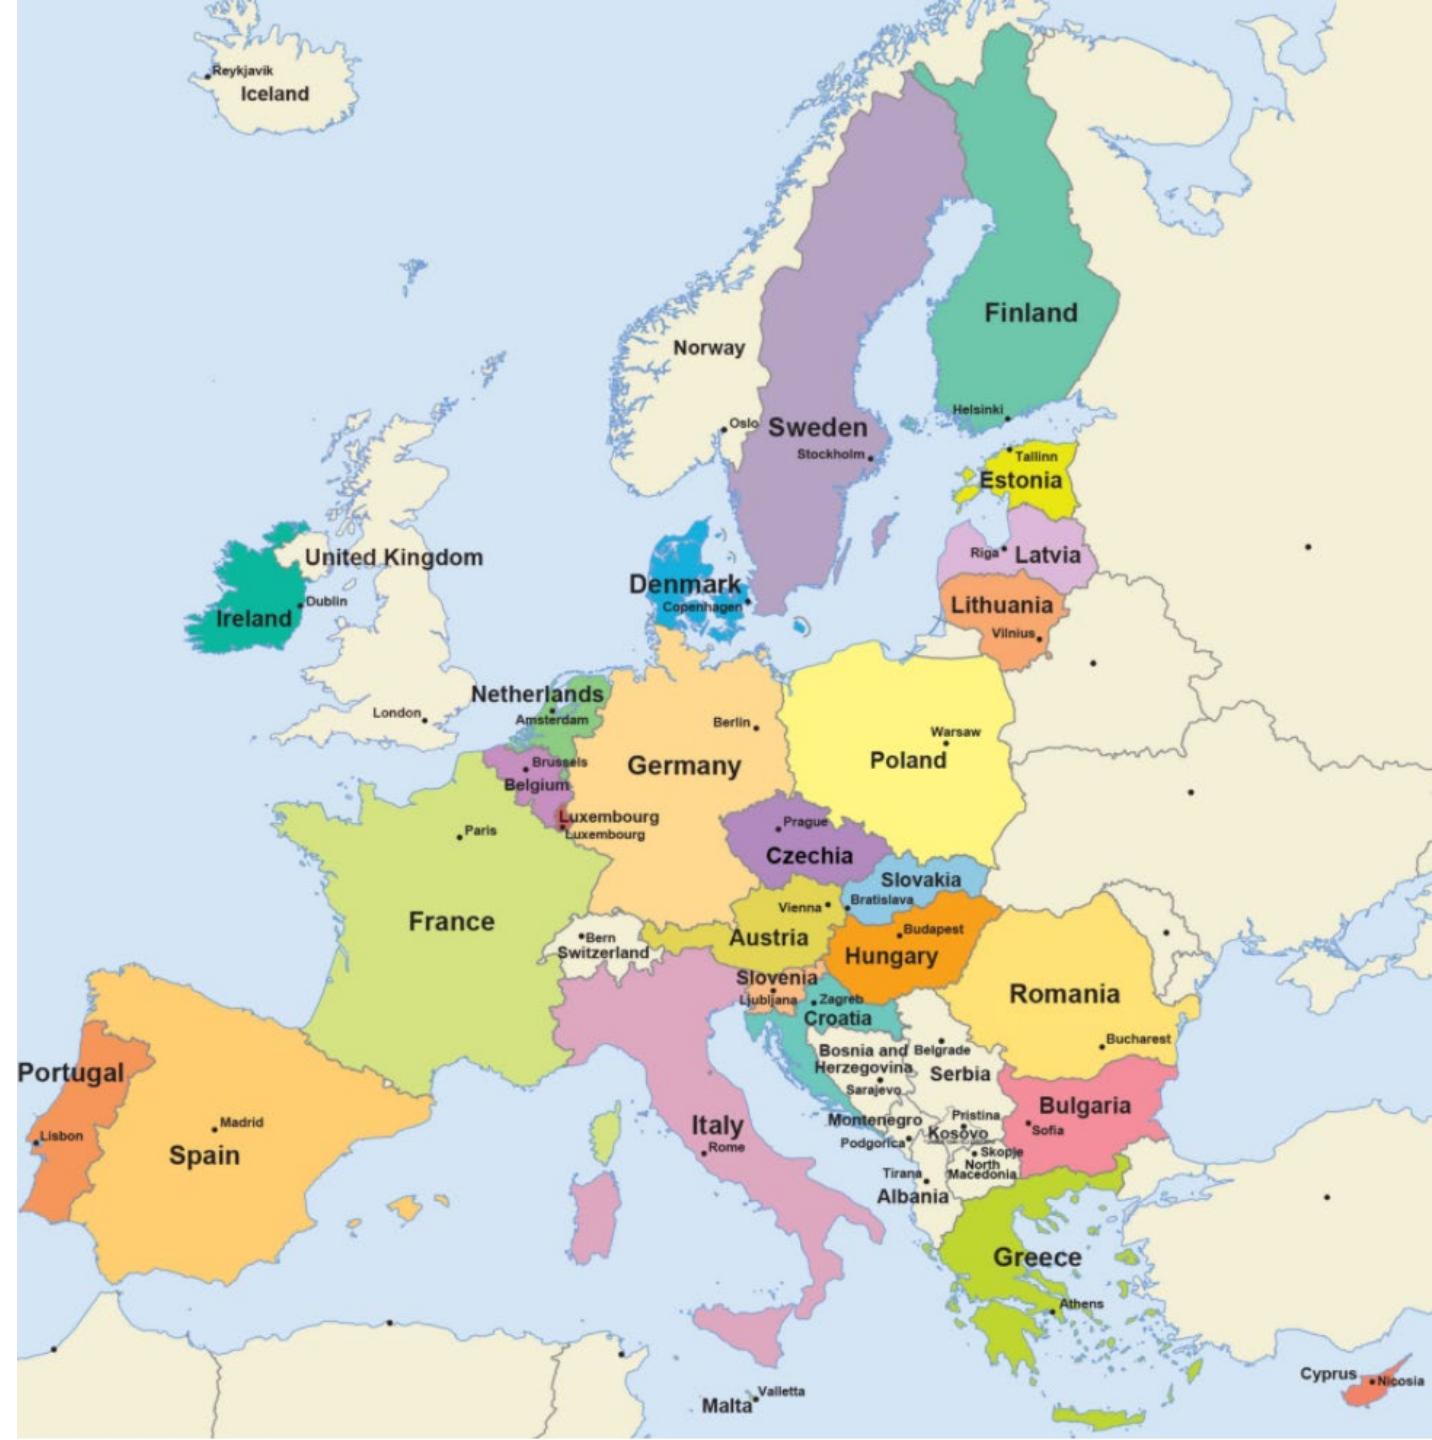 Reykjavik
Iceland
Finland
Norway
Helsinki
Oslo
Sweden
Stockholm
Tallinn
Estonia
Riga
Latvia
United Kingdom
Denmark
Copenhagen
Dublin
Ireland
Lithuania
Vilnius
Netherlands
Amsterdam
London
Berlin
Warsaw
Poland
Germany
Brussels
Belgium
Luxembourg
Luxembourg
Paris
Prague
Czechia
Slovakia
Bratislava
Vienna
France
Austria
Budapest
Hungary
Bern
Switzerland
Slovenia
Ljubljana
Zagreb
Croatia
Romania
Bucharest
Bosnia and
Herzegovina
Sarajevo
Belgrade
Serbia
Portugal
Lisbon
Madrid
Spain
Italy
Rome
Montenegro
Podgorica
Pristina
Kosovo
Bulgaria
Sofia
Skopje
North
Macedonia
Tirana
Albania
Greece
Athens
Cyprus
Nicosia
Valletta
Malta